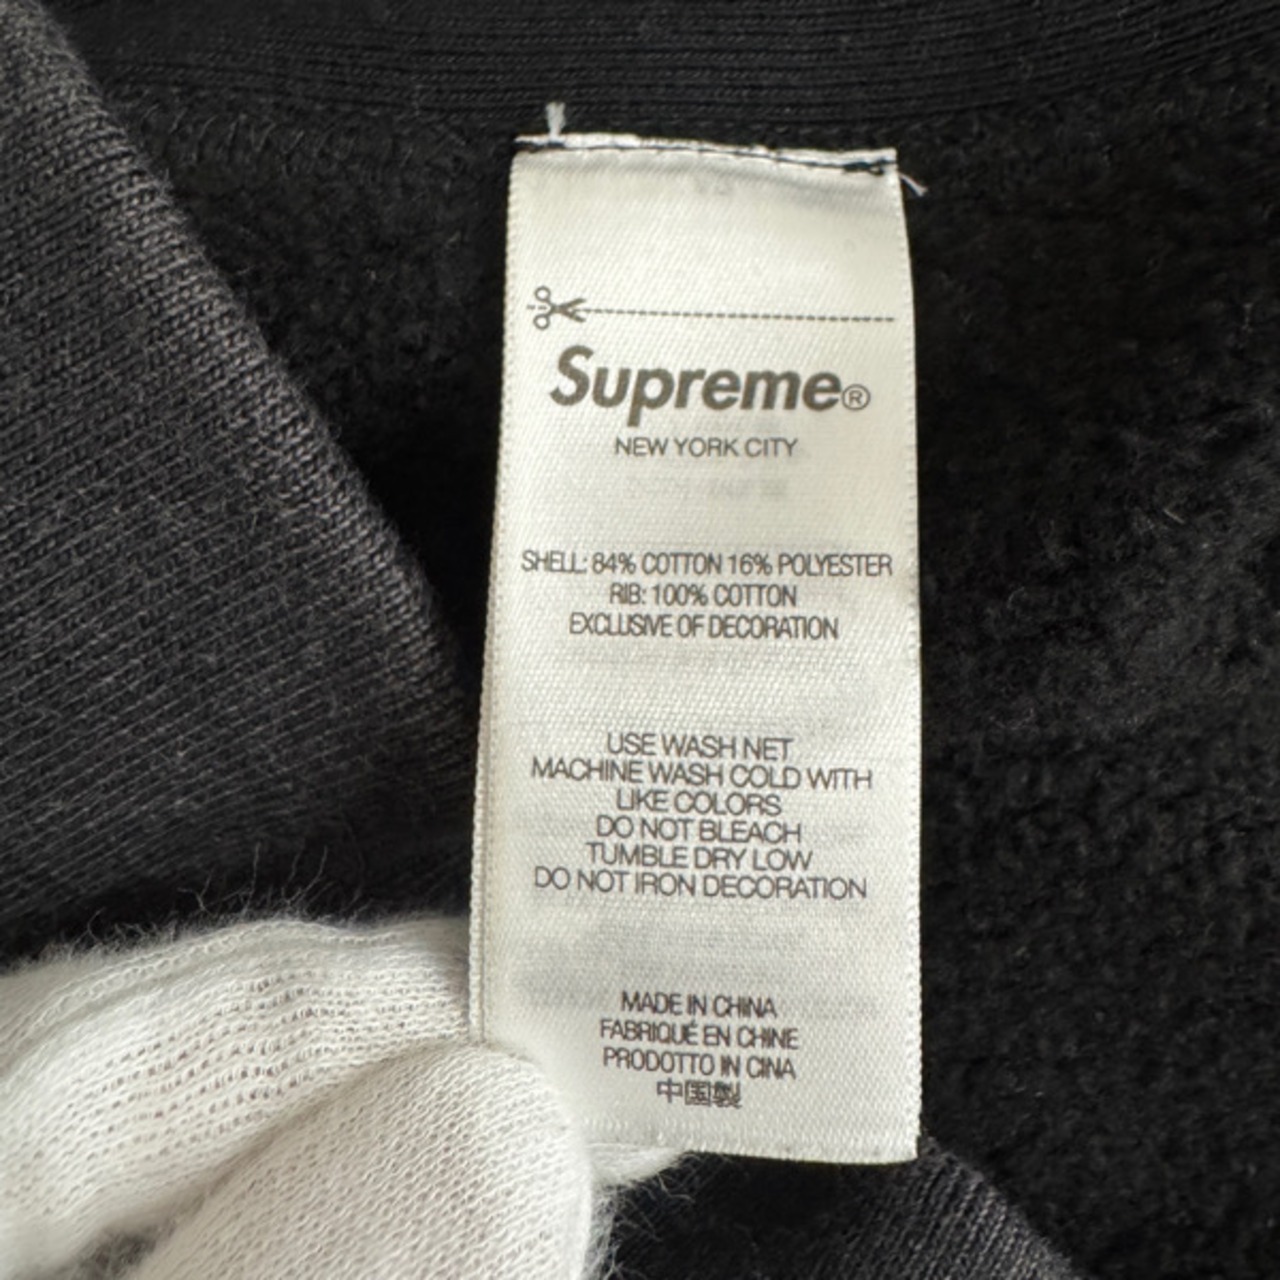 Supreme®
NEW YORK CITY
SHELL: 84% COTTON 16% POLYESTER
RIB: 100% COTTON
EXCLUSIVE OF DECORATION
USE WASH NET
MACHINE WASH COLD WITH
LIKE COLORS
DO NOT BLEACH
TUMBLE DRY LOW
DO NOT IRON DECORATION
MADE IN CHINA
FABRIQUÉ EN CHINE
PRODOTTO IN CINA
中国製